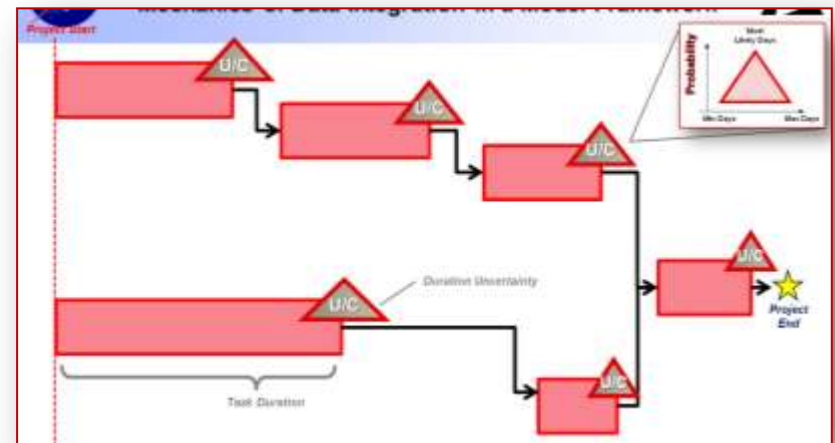 Mechanics of Data Integration in a Model Framework
Project Start
U/C
Most
Likely Days
Probability
Min Days
Max Days
U/C
U/C
U/C
Duration Uncertainty
U/C
Project
End
Task Duration
U/C